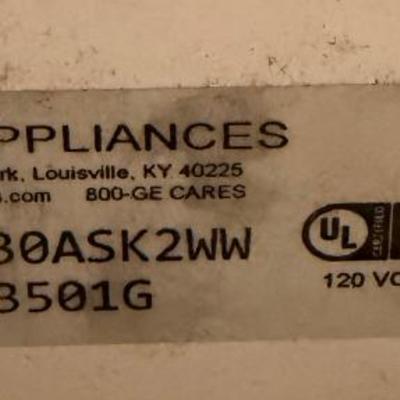 PPLIANCES
rk, Louisville, KY 40225
s.com 800-GE CARES
30ASK2WW
3501G
UL
CERTIFIED
120 VO